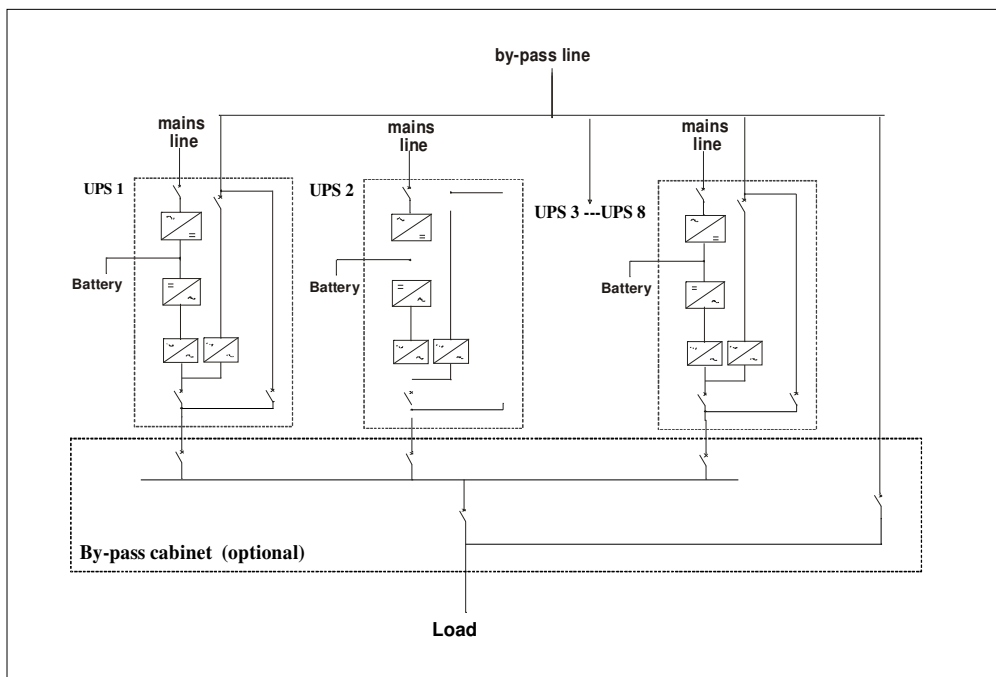 by-pass line
mains
line
mains
line
mains
line
UPS 1
UPS 2
UPS 3 ---UPS 8
Battery
Battery
Battery
By-pass cabinet (optional)
Load